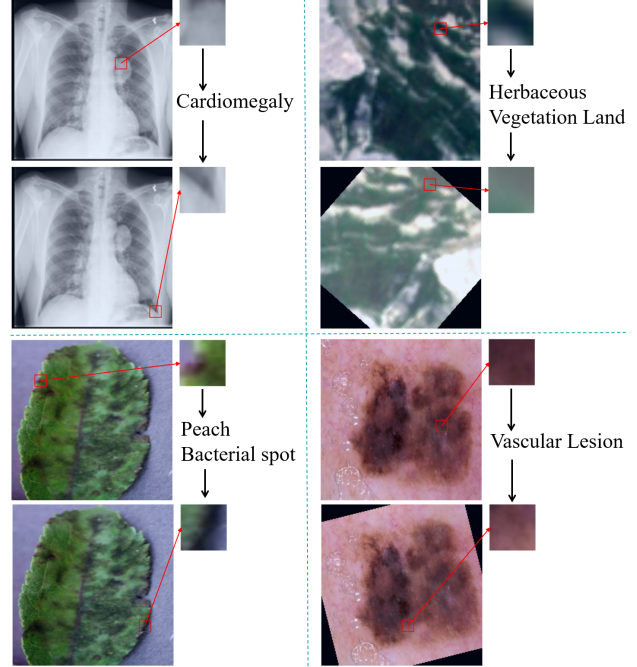 Cardiomegaly
Herbaceous
Vegetation Land
Peach
Bacterial spot
Vascular Lesion